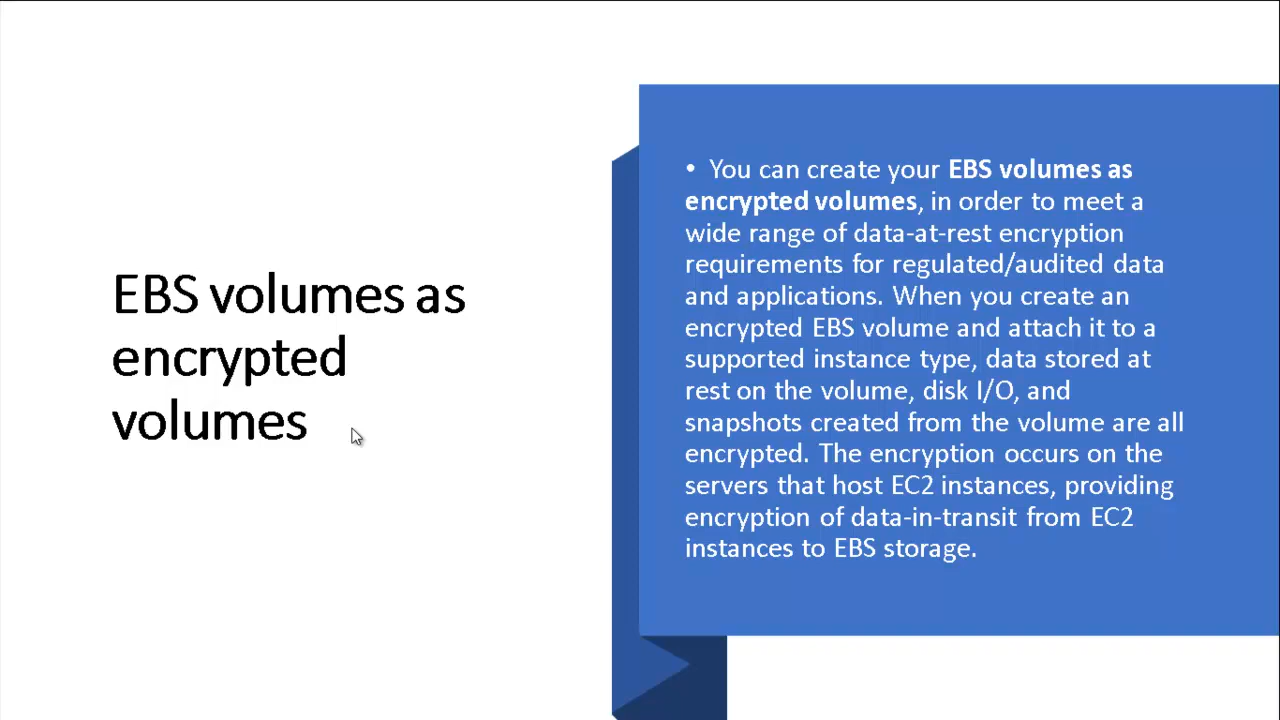 EBS volumes as
encrypted
volumes
• You can create your EBS volumes as
encrypted volumes, in order to meet a
wide range of data-at-rest encryption
requirements for regulated/audited data
and applications. When you create an
encrypted EBS volume and attach it to a
supported instance type, data stored at
rest on the volume, disk I/O, and
snapshots created from the volume are all
encrypted. The encryption occurs on the
servers that host EC2 instances, providing
encryption of data-in-transit from EC2
instances to EBS storage.